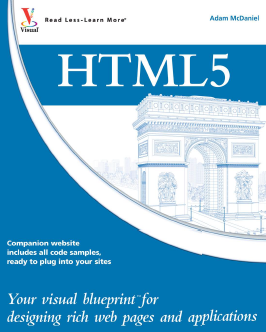 Visual
Read Less–Learn More®
Adam McDaniel
HTML5
Companion website
includes all code samples,
ready to plug into your sites
Your visual blueprint™ for
designing rich web pages and applications